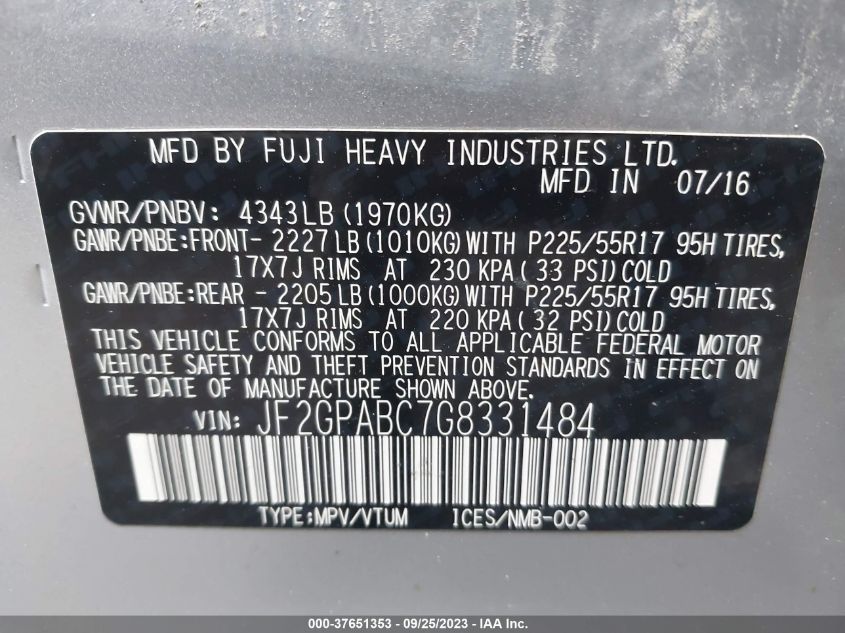 MFD BY FUJI HEAVY INDUSTRIES LTD.
MFD IN 07/16
GVWR/PNBV: 4343LB (1970KG)
GAWR/PNBE:FRONT- 2227LB(1010KG)WITH P225/55R17 95H TIRES,
17X7J RIMS AT 230 KPA( 33 PSI)COLD
GAWR/PNBE:REAR - 2205LB(1000KG)WITH P225/55R17 95H TIRES,
17X7J RIMS AT 220 KPA( 32 PSI)COLD
THIS VEHICLE CONFORMS TO ALL APPLICABLE FEDERAL MOTOR
VEHICLE SAFETY AND THEFT PREVENTION STANDARDS IN EFFECT ON
THE DATE OF MANUFACTURE SHOWN ABOVE.
VIN: JF2GPABC7G8331484
TYPE:MPV/VTUM ICES/NMB-002
000-37651353 - 09/25/2023 - IAA Inc.